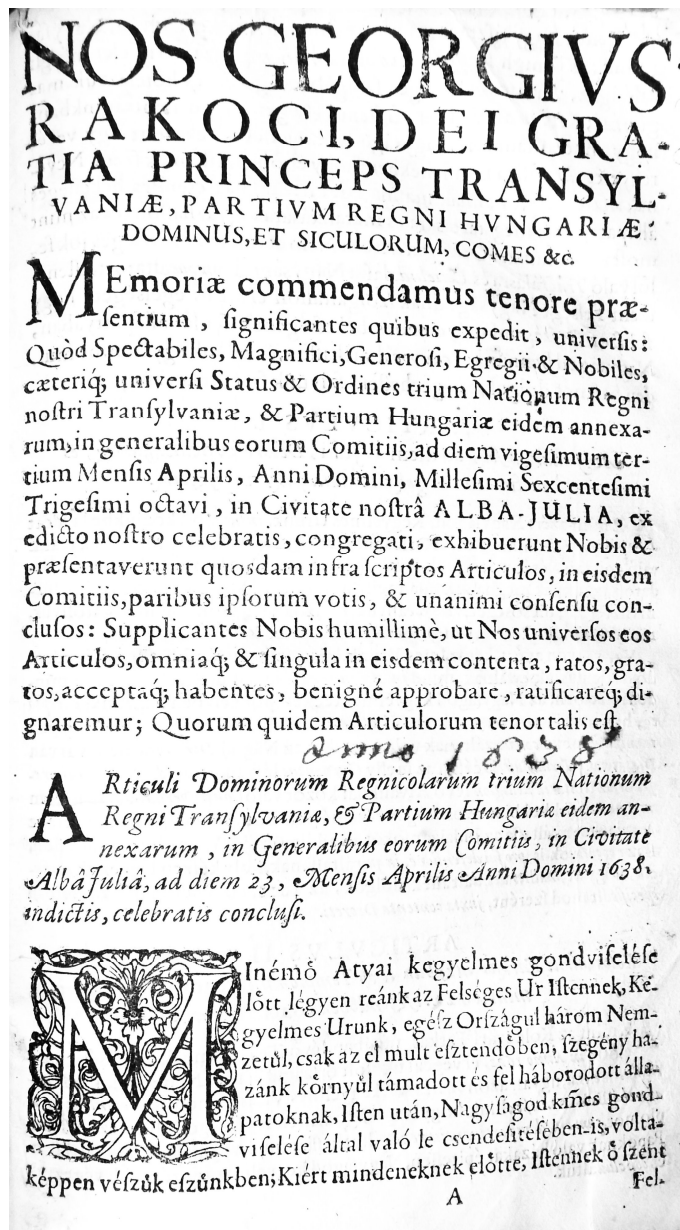 NOS GEORGIVS
RAKOCI, DEI GRA-
TIA PRINCEPS TRANSYL-
VANIÆ, PARTIVM REGNI HVNGARIÆ
DOMINUS, ET SICULORUM, COMES &c.
MEmoriæ commendamus tenore præ-
ſentium, ſignificantes quibus expedit, universis:
Quòd Spectabiles, Magnifici, Generoſi, Egregii & Nobiles,
cæteriq́; univerſi Status & Ordines trium Nationum Regni
noſtri Tranſylvaniæ, & Partium Hungariæ eidem annexa-
rum, in generalibus eorum Comitiis, ad diem vigeſimum ter-
tium Menſis Aprilis, Anni Domini, Milleſimi Sexcenteſimi
Trigeſimi octavi, in Civitate noſtrâ ALBA-JULIA, ex
edicto noſtro celebratis, congregati, exhibuerunt Nobis &
præſentaverunt quosdam infra ſcriptos Articulos, in eisdem
Comitiis, paribus ipſorum votis, & unanimi conſenſu con-
cluſos: Supplicantes Nobis humillimè, ut Nos univerſos eos
Articulos, omniaq́; & ſingula in eisdem contenta, ratos, gra-
tos, acceptaq́; habentes, benignè approbare, ratificareq́; di-
gnaremur; Quorum quidem Articulorum tenor talis eſt
Anno 1638
ARticuli Dominorum Regnicolarum trium Nationum
Regni Tranſylvaniæ, & Partium Hungariæ eidem an-
nexarum, in Generalibus eorum Comitiis, in Civitate
Albâ Juliâ, ad diem 23, Menſis Aprilis Anni Domini 1638.
indictis, celebratis concluſi.
MInémö Atyai kegyelmes gondviſeléſe
lött légyen reánk az Felſéges Ur Iſtennek, Ke-
gyelmes Urunk, egéſz Orſzágul három Nem-
zetűl, csak az el mult eſztendőben, ſzegény ha-
zánk környűl támadott és fel háborodott álla-
patoknak, Iſten után, Nagyſagod km̃es gond-
viſeléſe által való le csendeſitéſében-is, volta-
képpen véſzük eſzünkben; Kiért mindeneknek elötte, Iſtennek ö ſzent
A
Fel.